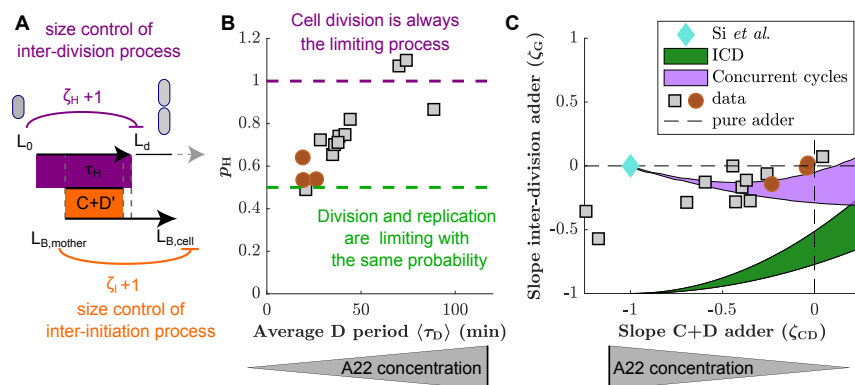 A
size control of
inter-division process
ζH +1
L0
Ld
τH
C+D'
LB,mother
LB,cell
ζI +1
size control of
inter-initiation process
B
Cell division is always
the limiting process
Division and replication
are limiting with
the same probability
pH
1.2
1
0.8
0.6
0.4
0.2
0
0
50
100
Average D period ⟨τD⟩ (min)
A22 concentration
C
Si et al.
ICD
Concurrent cycles
data
pure adder
Slope inter-division adder (ζG)
1
0.5
0
-0.5
-1
-1
-0.5
0
Slope C+D adder (ζCD)
A22 concentration